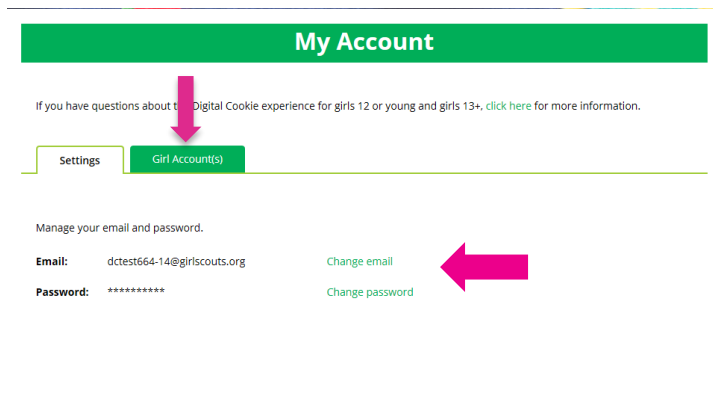 My Account
If you have questions about t Digital Cookie experience for girls 12 or young and girls 13+, click here for more information.
Settings
Girl Account(s)
Manage your email and password.
Email: dctest664-14@girlscouts.org Change email
Password: ********** Change password